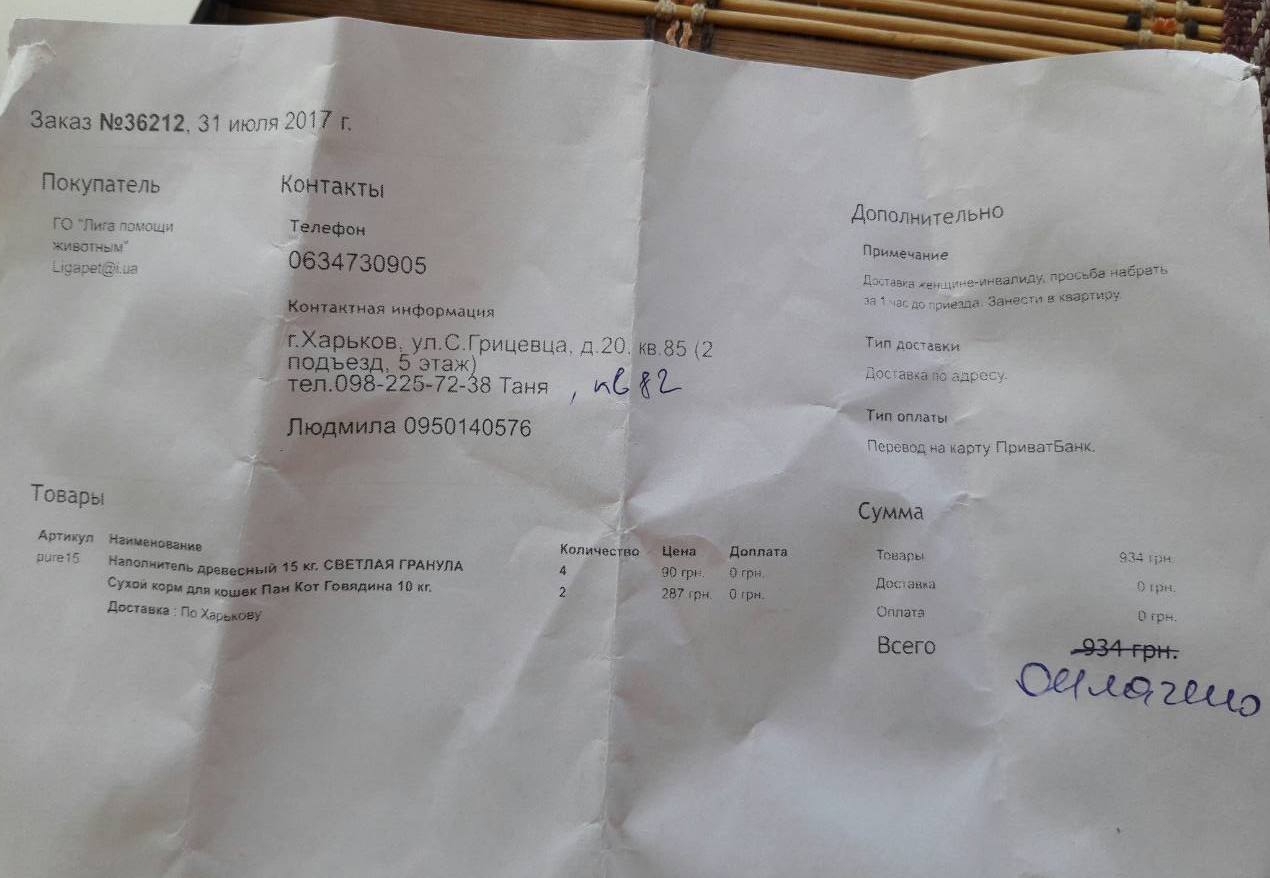 Заказ №36212, 31 июля 2017 г.
Покупатель
ГО "Лига помощи
животным"
Ligapet@i.ua
Контакты
Телефон
0634730905
Контактная информация
г.Харьков, ул.С.Грицевца, д.20, кв.85 (2
подъезд, 5 этаж)
тел.098-225-72-38 Таня , кв 82
Людмила 0950140576
Дополнительно
Примечание
Доставка женщине-инвалиду, просьба набрать
за 1 час до приезда. Занести в квартиру.
Тип доставки
Доставка по адресу.
Тип оплаты
Перевод на карту ПриватБанк.
Товары
Артикул Наименование Количество Цена Доплата
pure15 Наполнитель древесный 15 кг. СВЕТЛАЯ ГРАНУЛА 4 90 грн. 0 грн.
Сухой корм для кошек Пан Кот Говядина 10 кг. 2 287 грн. 0 грн.
Доставка : По Харькову
Сумма
Товары 934 грн.
Доставка 0 грн.
Оплата 0 грн.
Всего 934 грн.
Оплачено